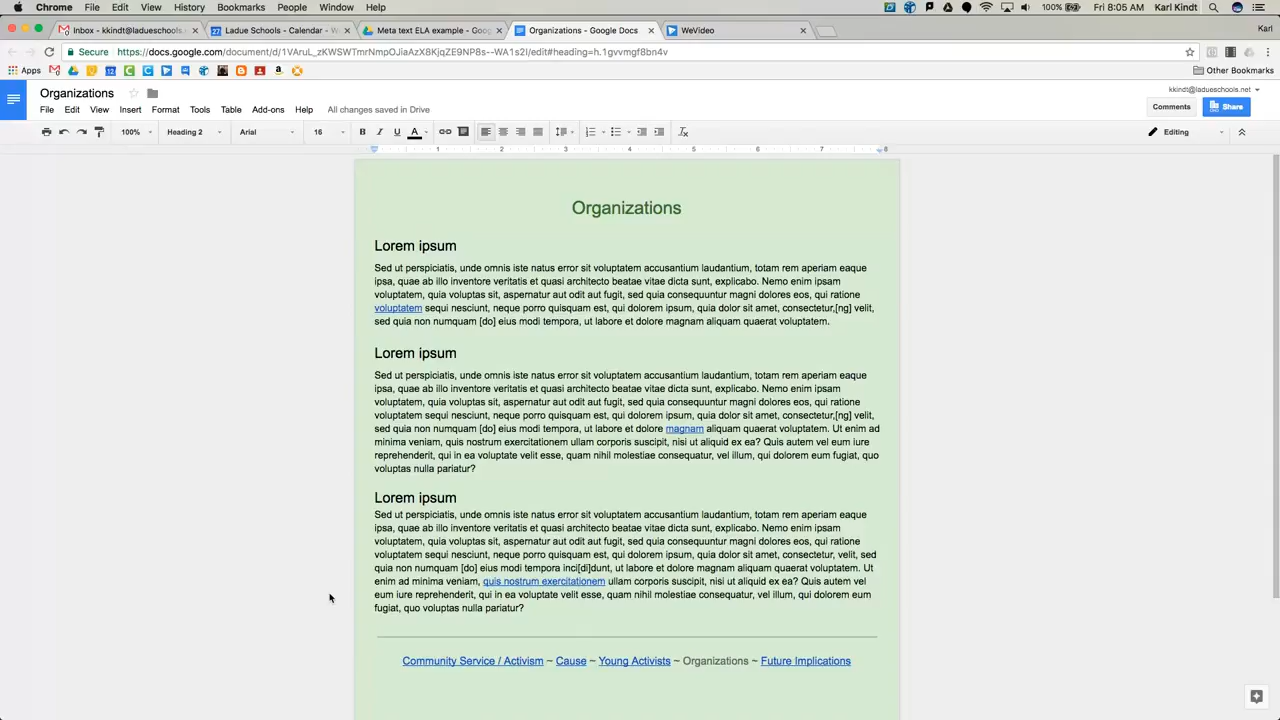 Chrome File Edit View History Bookmarks People Window Help 100% Fri 8:05 AM Karl Kindt
Inbox - kkindt@ladueschools.n Ladue Schools - Calendar - W Meta text ELA example - Goog Organizations - Google Docs WeVideo Karl
Secure https://docs.google.com/document/d/1VAruL_zKWSWTmrNmpOJiaAzX8KjqZE9NP8s--WA1s2I/edit#heading=h.1gvvmgf8bn4v
Apps Other Bookmarks
Organizations kkindt@ladueschools.net
File Edit View Insert Format Tools Table Add-ons Help All changes saved in Drive Comments Share
100% Heading 2 Arial 16 B I U A Editing
1 2 3 4 5 6 7 8
Organizations
Lorem ipsum
Sed ut perspiciatis, unde omnis iste natus error sit voluptatem accusantium laudantium, totam rem aperiam eaque
ipsa, quae ab illo inventore veritatis et quasi architecto beatae vitae dicta sunt, explicabo. Nemo enim ipsam
voluptatem, quia voluptas sit, aspernatur aut odit aut fugit, sed quia consequuntur magni dolores eos, qui ratione
voluptatem sequi nesciunt, neque porro quisquam est, qui dolorem ipsum, quia dolor sit amet, consectetur,[ng] velit,
sed quia non numquam [do] eius modi tempora, ut labore et dolore magnam aliquam quaerat voluptatem.
Lorem ipsum
Sed ut perspiciatis, unde omnis iste natus error sit voluptatem accusantium laudantium, totam rem aperiam eaque
ipsa, quae ab illo inventore veritatis et quasi architecto beatae vitae dicta sunt, explicabo. Nemo enim ipsam
voluptatem, quia voluptas sit, aspernatur aut odit aut fugit, sed quia consequuntur magni dolores eos, qui ratione
voluptatem sequi nesciunt, neque porro quisquam est, qui dolorem ipsum, quia dolor sit amet, consectetur,[ng] velit,
sed quia non numquam [do] eius modi tempora, ut labore et dolore magnam aliquam quaerat voluptatem. Ut enim ad
minima veniam, quis nostrum exercitationem ullam corporis suscipit, nisi ut aliquid ex ea? Quis autem vel eum iure
reprehenderit, qui in ea voluptate velit esse, quam nihil molestiae consequatur, vel illum, qui dolorem eum fugiat, quo
voluptas nulla pariatur?
Lorem ipsum
Sed ut perspiciatis, unde omnis iste natus error sit voluptatem accusantium laudantium, totam rem aperiam eaque
ipsa, quae ab illo inventore veritatis et quasi architecto beatae vitae dicta sunt, explicabo. Nemo enim ipsam
voluptatem, quia voluptas sit, aspernatur aut odit aut fugit, sed quia consequuntur magni dolores eos, qui ratione
voluptatem sequi nesciunt, neque porro quisquam est, qui dolorem ipsum, quia dolor sit amet, consectetur, velit, sed
quia non numquam [do] eius modi tempora inci[di]dunt, ut labore et dolore magnam aliquam quaerat voluptatem. Ut
enim ad minima veniam, quis nostrum exercitationem ullam corporis suscipit, nisi ut aliquid ex ea? Quis autem vel
eum iure reprehenderit, qui in ea voluptate velit esse, quam nihil molestiae consequatur, vel illum, qui dolorem eum
fugiat, quo voluptas nulla pariatur?
Community Service / Activism ~ Cause ~ Young Activists ~ Organizations ~ Future Implications